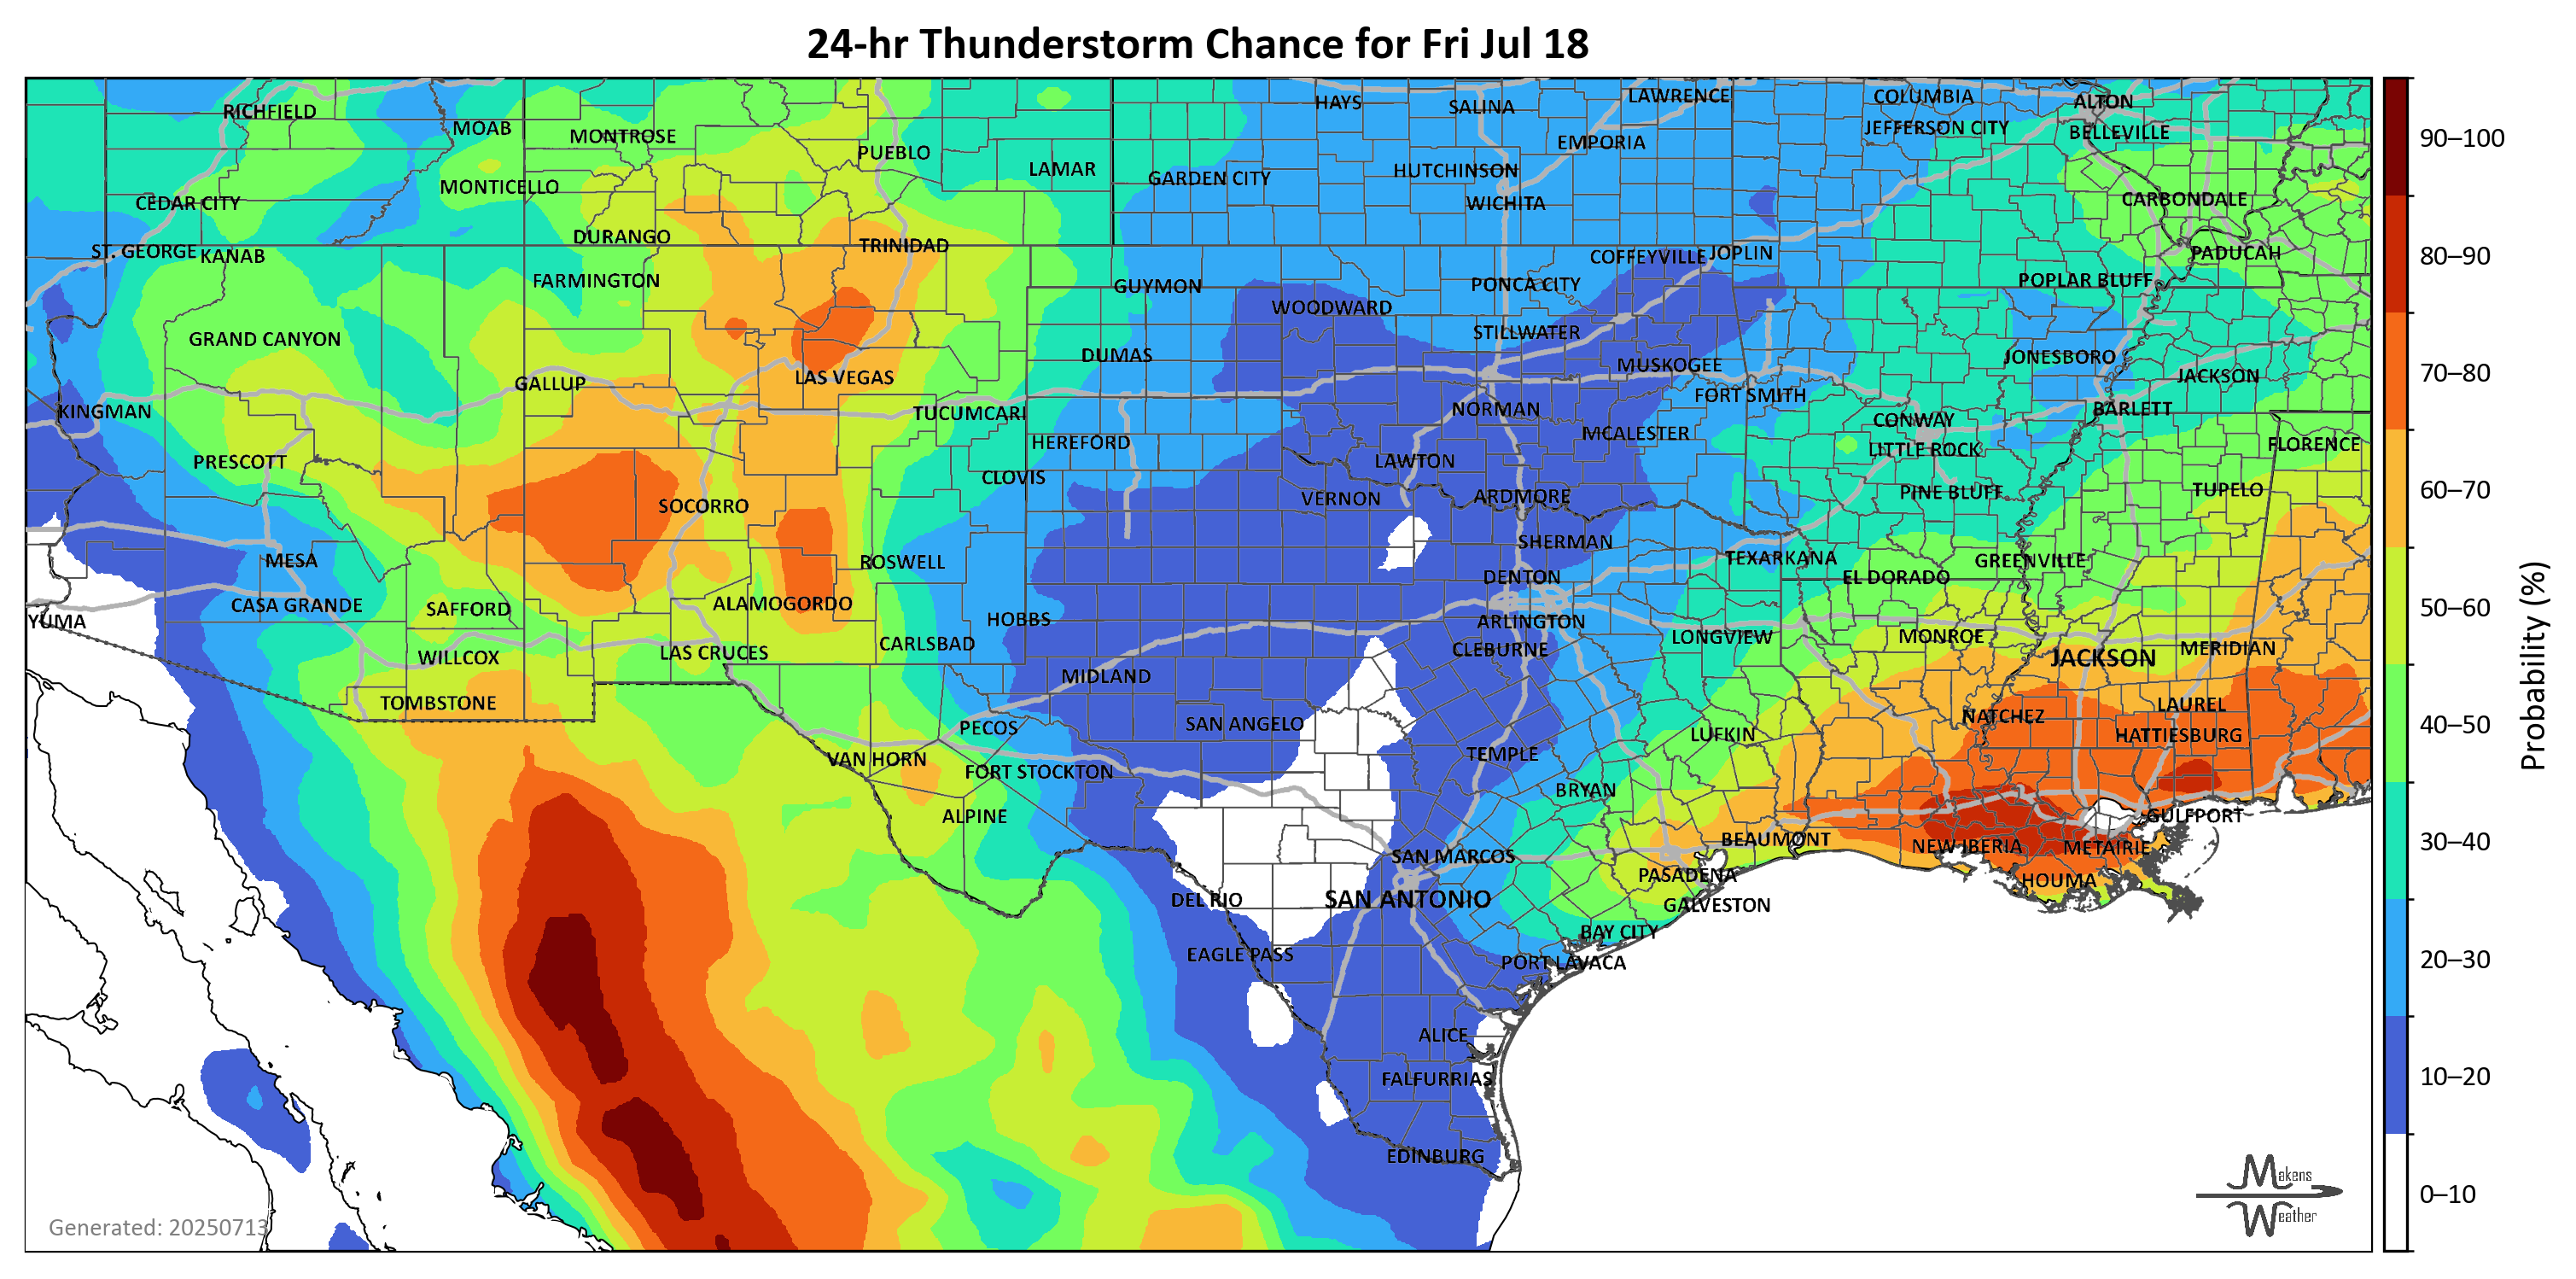 24-hr Thunderstorm Chance for Fri Jul 18
RICHFIELD
MOAB
MONTROSE
PUEBLO
LAMAR
HAYS
SALINA
LAWRENCE
COLUMBIA
ALTON
EMPORIA
JEFFERSON CITY
BELLEVILLE
90–100
MONTICELLO
GARDEN CITY
HUTCHINSON
CEDAR CITY
WICHITA
CARBONDALE
DURANGO
TRINIDAD
ST. GEORGE
KANAB
COFFEYVILLE
JOPLIN
PADUCAH
80–90
FARMINGTON
GUYMON
PONCA CITY
POPLAR BLUFF
WOODWARD
GRAND CANYON
STILLWATER
DUMAS
MUSKOGEE
JONESBORO
GALLUP
LAS VEGAS
JACKSON
70–80
KINGMAN
TUCUMCARI
NORMAN
FORT SMITH
BARLETT
HEREFORD
MCALESTER
CONWAY
LITTLE ROCK
FLORENCE
PRESCOTT
CLOVIS
LAWTON
SOCORRO
VERNON
ARDMORE
PINE BLUFF
TUPELO
60–70
MESA
ROSWELL
SHERMAN
TEXARKANA
GREENVILLE
CASA GRANDE
SAFFORD
ALAMOGORDO
DENTON
EL DORADO
YUMA
HOBBS
ARLINGTON
50–60
WILLCOX
LAS CRUCES
CARLSBAD
CLEBURNE
LONGVIEW
MONROE
JACKSON
MERIDIAN
Probability (%)
TOMBSTONE
MIDLAND
PECOS
SAN ANGELO
NATCHEZ
LAUREL
40–50
VAN HORN
FORT STOCKTON
TEMPLE
LUFKIN
HATTIESBURG
ALPINE
BRYAN
GULFPORT
SAN MARCOS
BEAUMONT
NEW IBERIA
METAIRIE
30–40
DEL RIO
SAN ANTONIO
PASADENA
GALVESTON
HOUMA
EAGLE PASS
BAY CITY
PORT LAVACA
20–30
ALICE
FALFURRIAS
10–20
EDINBURG
Makens
Weather
0–10
Generated: 20250713